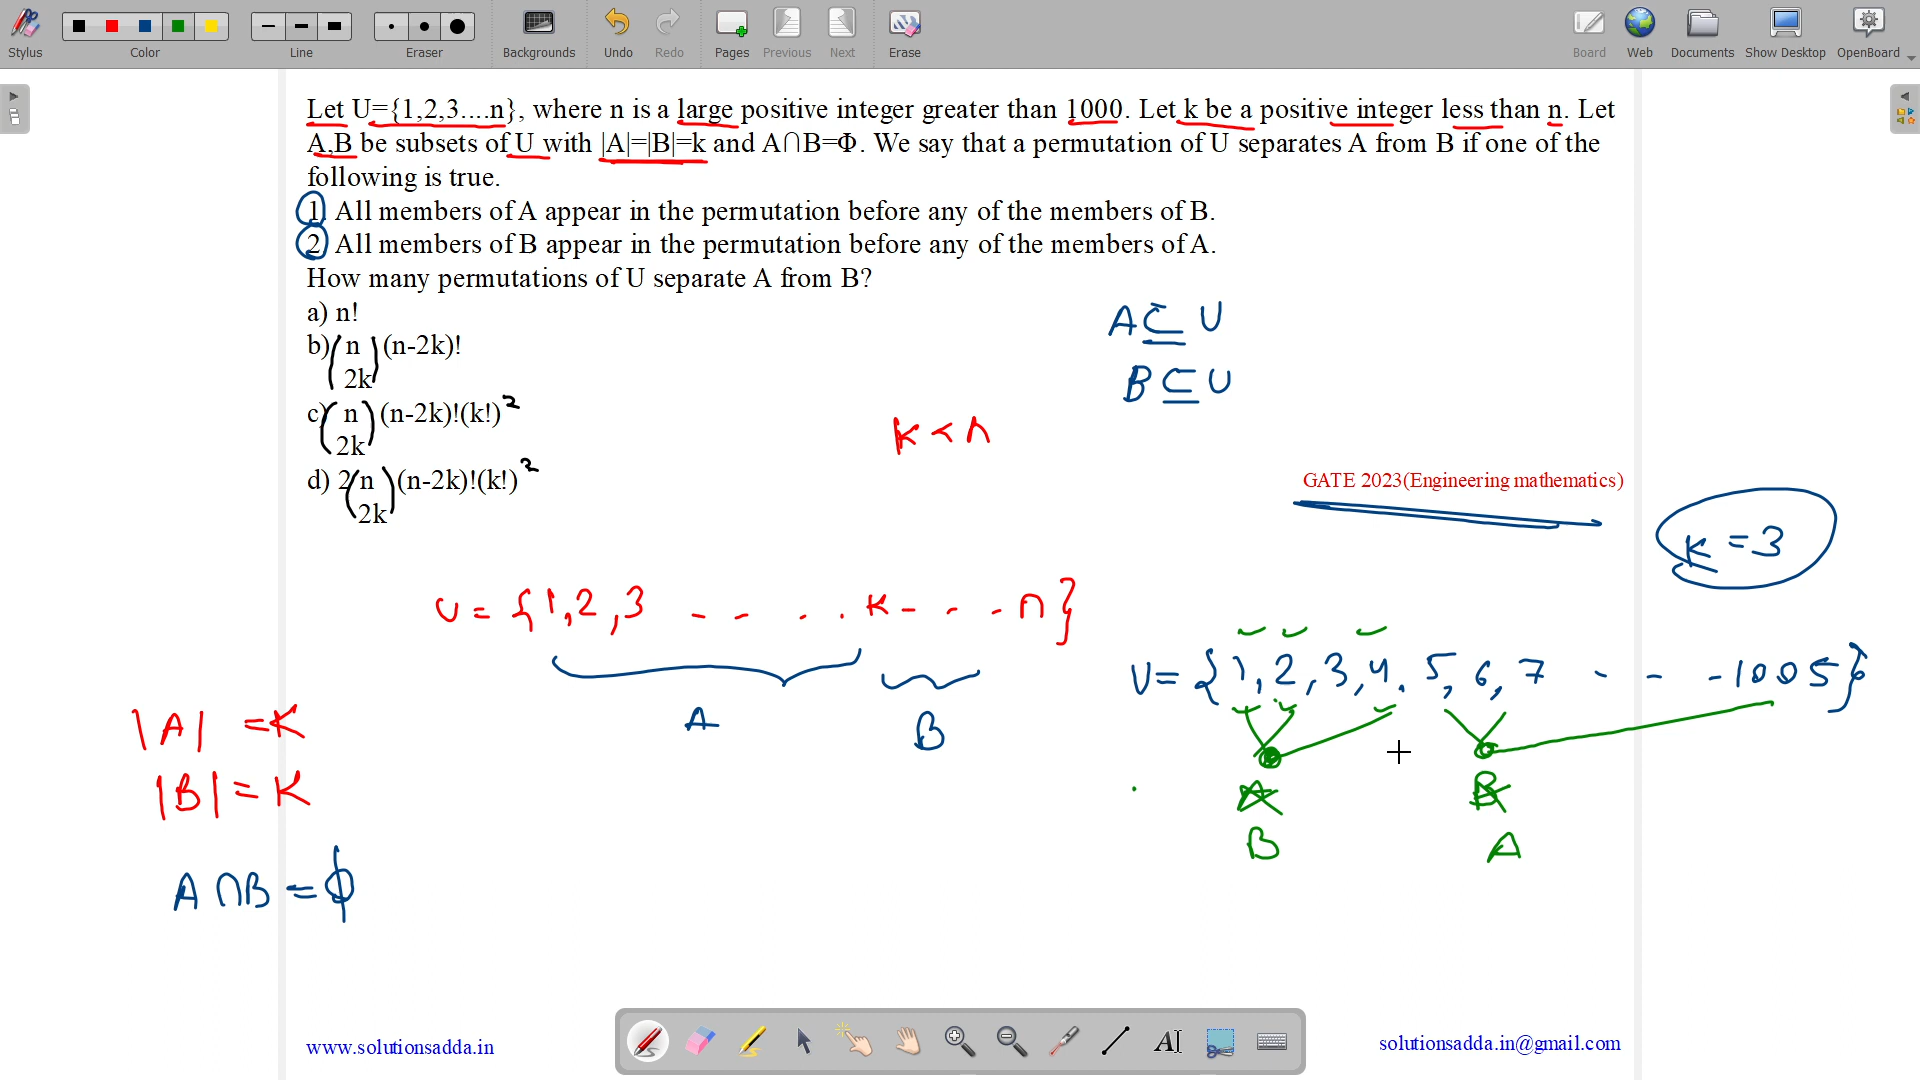 Stylus Color Line Eraser Backgrounds Undo Redo Pages Previous Next Erase Board Web Documents Show Desktop OpenBoard
Let U={1,2,3....n}, where n is a large positive integer greater than 1000. Let k be a positive integer less than n. Let
A,B be subsets of U with |A|=|B|=k and A∩B=Φ. We say that a permutation of U separates A from B if one of the
following is true.
1. All members of A appear in the permutation before any of the members of B.
2. All members of B appear in the permutation before any of the members of A.
How many permutations of U separate A from B?
a) n!
b) (n (n-2k)!
2k)
c) (n (n-2k)!(k!)²
2k)
d) 2(n (n-2k)!(k!)²
2k)
A ⊆ U
B ⊆ U
K < n
GATE 2023(Engineering mathematics)
K = 3
U = {1,2,3 - - . . . K - - - n}
A B
U = {1,2,3,4,5,6,7 - - - 1005}
A B
B A
|A| = K
|B| = K
A∩B = ϕ
www.solutionsadda.in
solutionsadda.in@gmail.com
AI